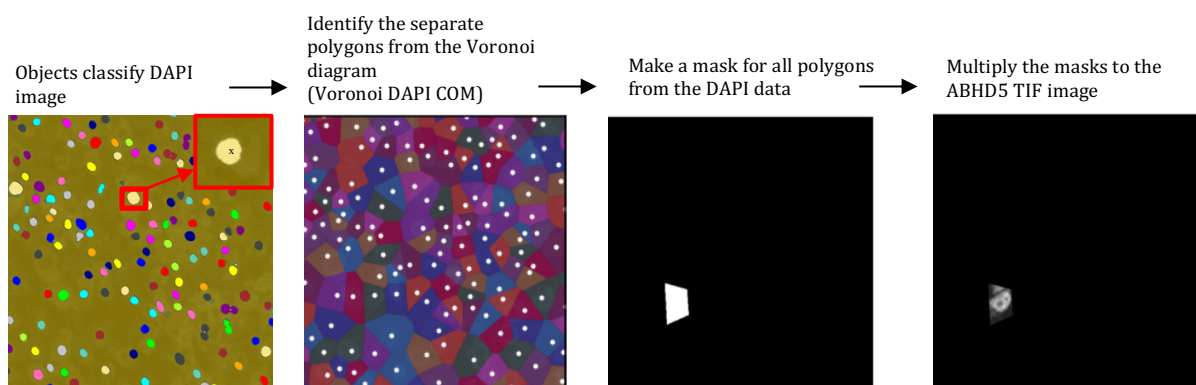 Objects classify DAPI
image
Identify the separate
polygons from the Voronoi
diagram
(Voronoi DAPI COM)
Make a mask for all polygons
from the DAPI data
Multiply the masks to the
ABHD5 TIF image
x